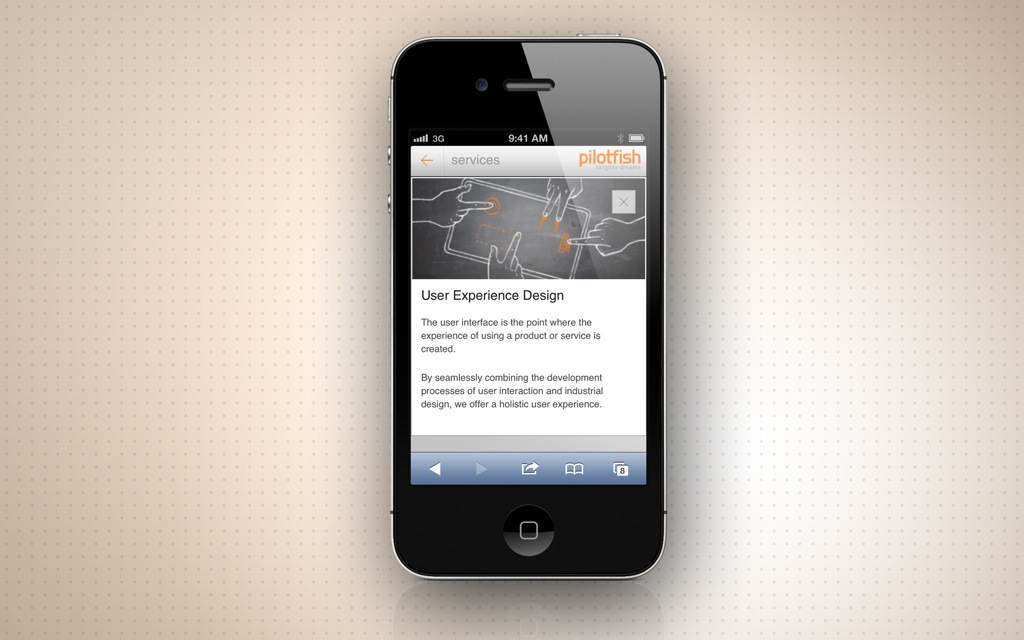 3G 9:41 AM
services pilotfish
User Experience Design
The user interface is the point where the
experience of using a product or service is
created.
By seamlessly combining the development
processes of user interaction and industrial
design, we offer a holistic user experience.
8